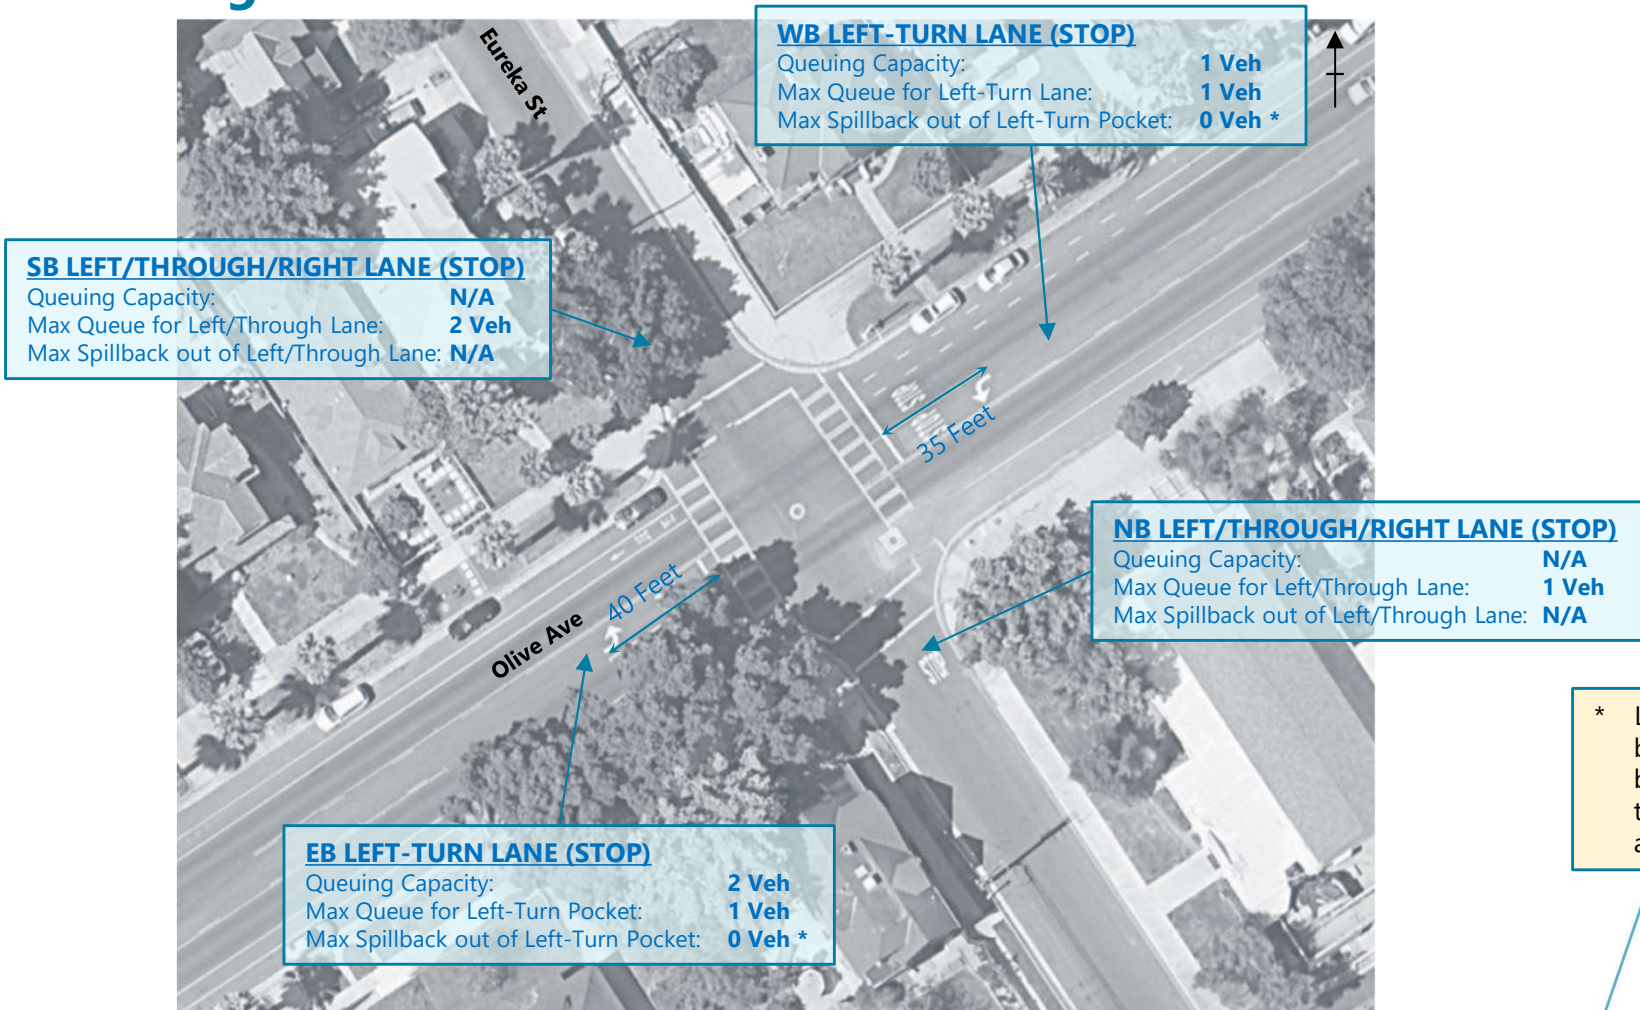 Eureka St
WB LEFT-TURN LANE (STOP)
Queuing Capacity: 1 Veh
Max Queue for Left-Turn Lane: 1 Veh
Max Spillback out of Left-Turn Pocket: 0 Veh *
SB LEFT/THROUGH/RIGHT LANE (STOP)
Queuing Capacity: N/A
Max Queue for Left/Through Lane: 2 Veh
Max Spillback out of Left/Through Lane: N/A
35 Feet
NB LEFT/THROUGH/RIGHT LANE (STOP)
Queuing Capacity: N/A
Max Queue for Left/Through Lane: 1 Veh
Max Spillback out of Left/Through Lane: N/A
40 Feet
Olive Ave
*
EB LEFT-TURN LANE (STOP)
Queuing Capacity: 2 Veh
Max Queue for Left-Turn Pocket: 1 Veh
Max Spillback out of Left-Turn Pocket: 0 Veh *